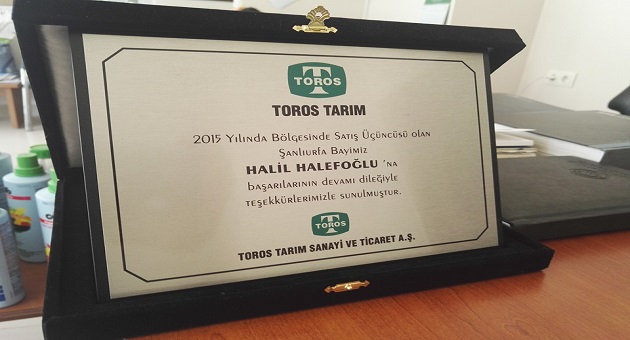 TOROS
TOROS TARIM
2015 Yılında Bölgesinde Satış Üçüncüsü olan
Şanlıurfa Bayimiz
HALİL HALEFOĞLU 'na
başarılarının devamı dileğiyle
teşekkürlerimizle sunulmuştur.
TOROS
TOROS TARIM SANAYİ VE TİCARET A.Ş.